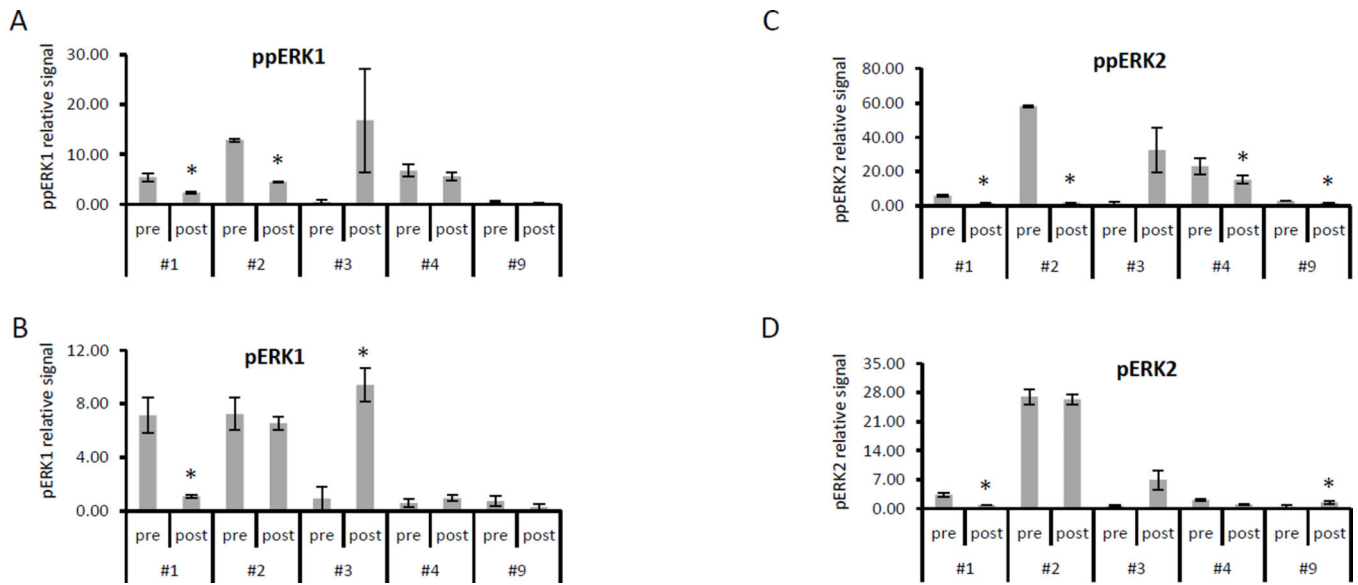 A
ppERK1
ppERK1 relative signal
30.00
20.00
10.00
0.00
*
*
pre post pre post pre post pre post pre post
#1 #2 #3 #4 #9
B
pERK1
pERK1 relative signal
12.00
8.00
4.00
0.00
*
*
pre post pre post pre post pre post pre post
#1 #2 #3 #4 #9
C
ppERK2
ppERK2 relative signal
80.00
60.00
40.00
20.00
0.00
* * * *
pre post pre post pre post pre post pre post
#1 #2 #3 #4 #9
D
pERK2
pERK2 relative signal
35.00
28.00
21.00
14.00
7.00
0.00
* *
pre post pre post pre post pre post pre post
#1 #2 #3 #4 #9